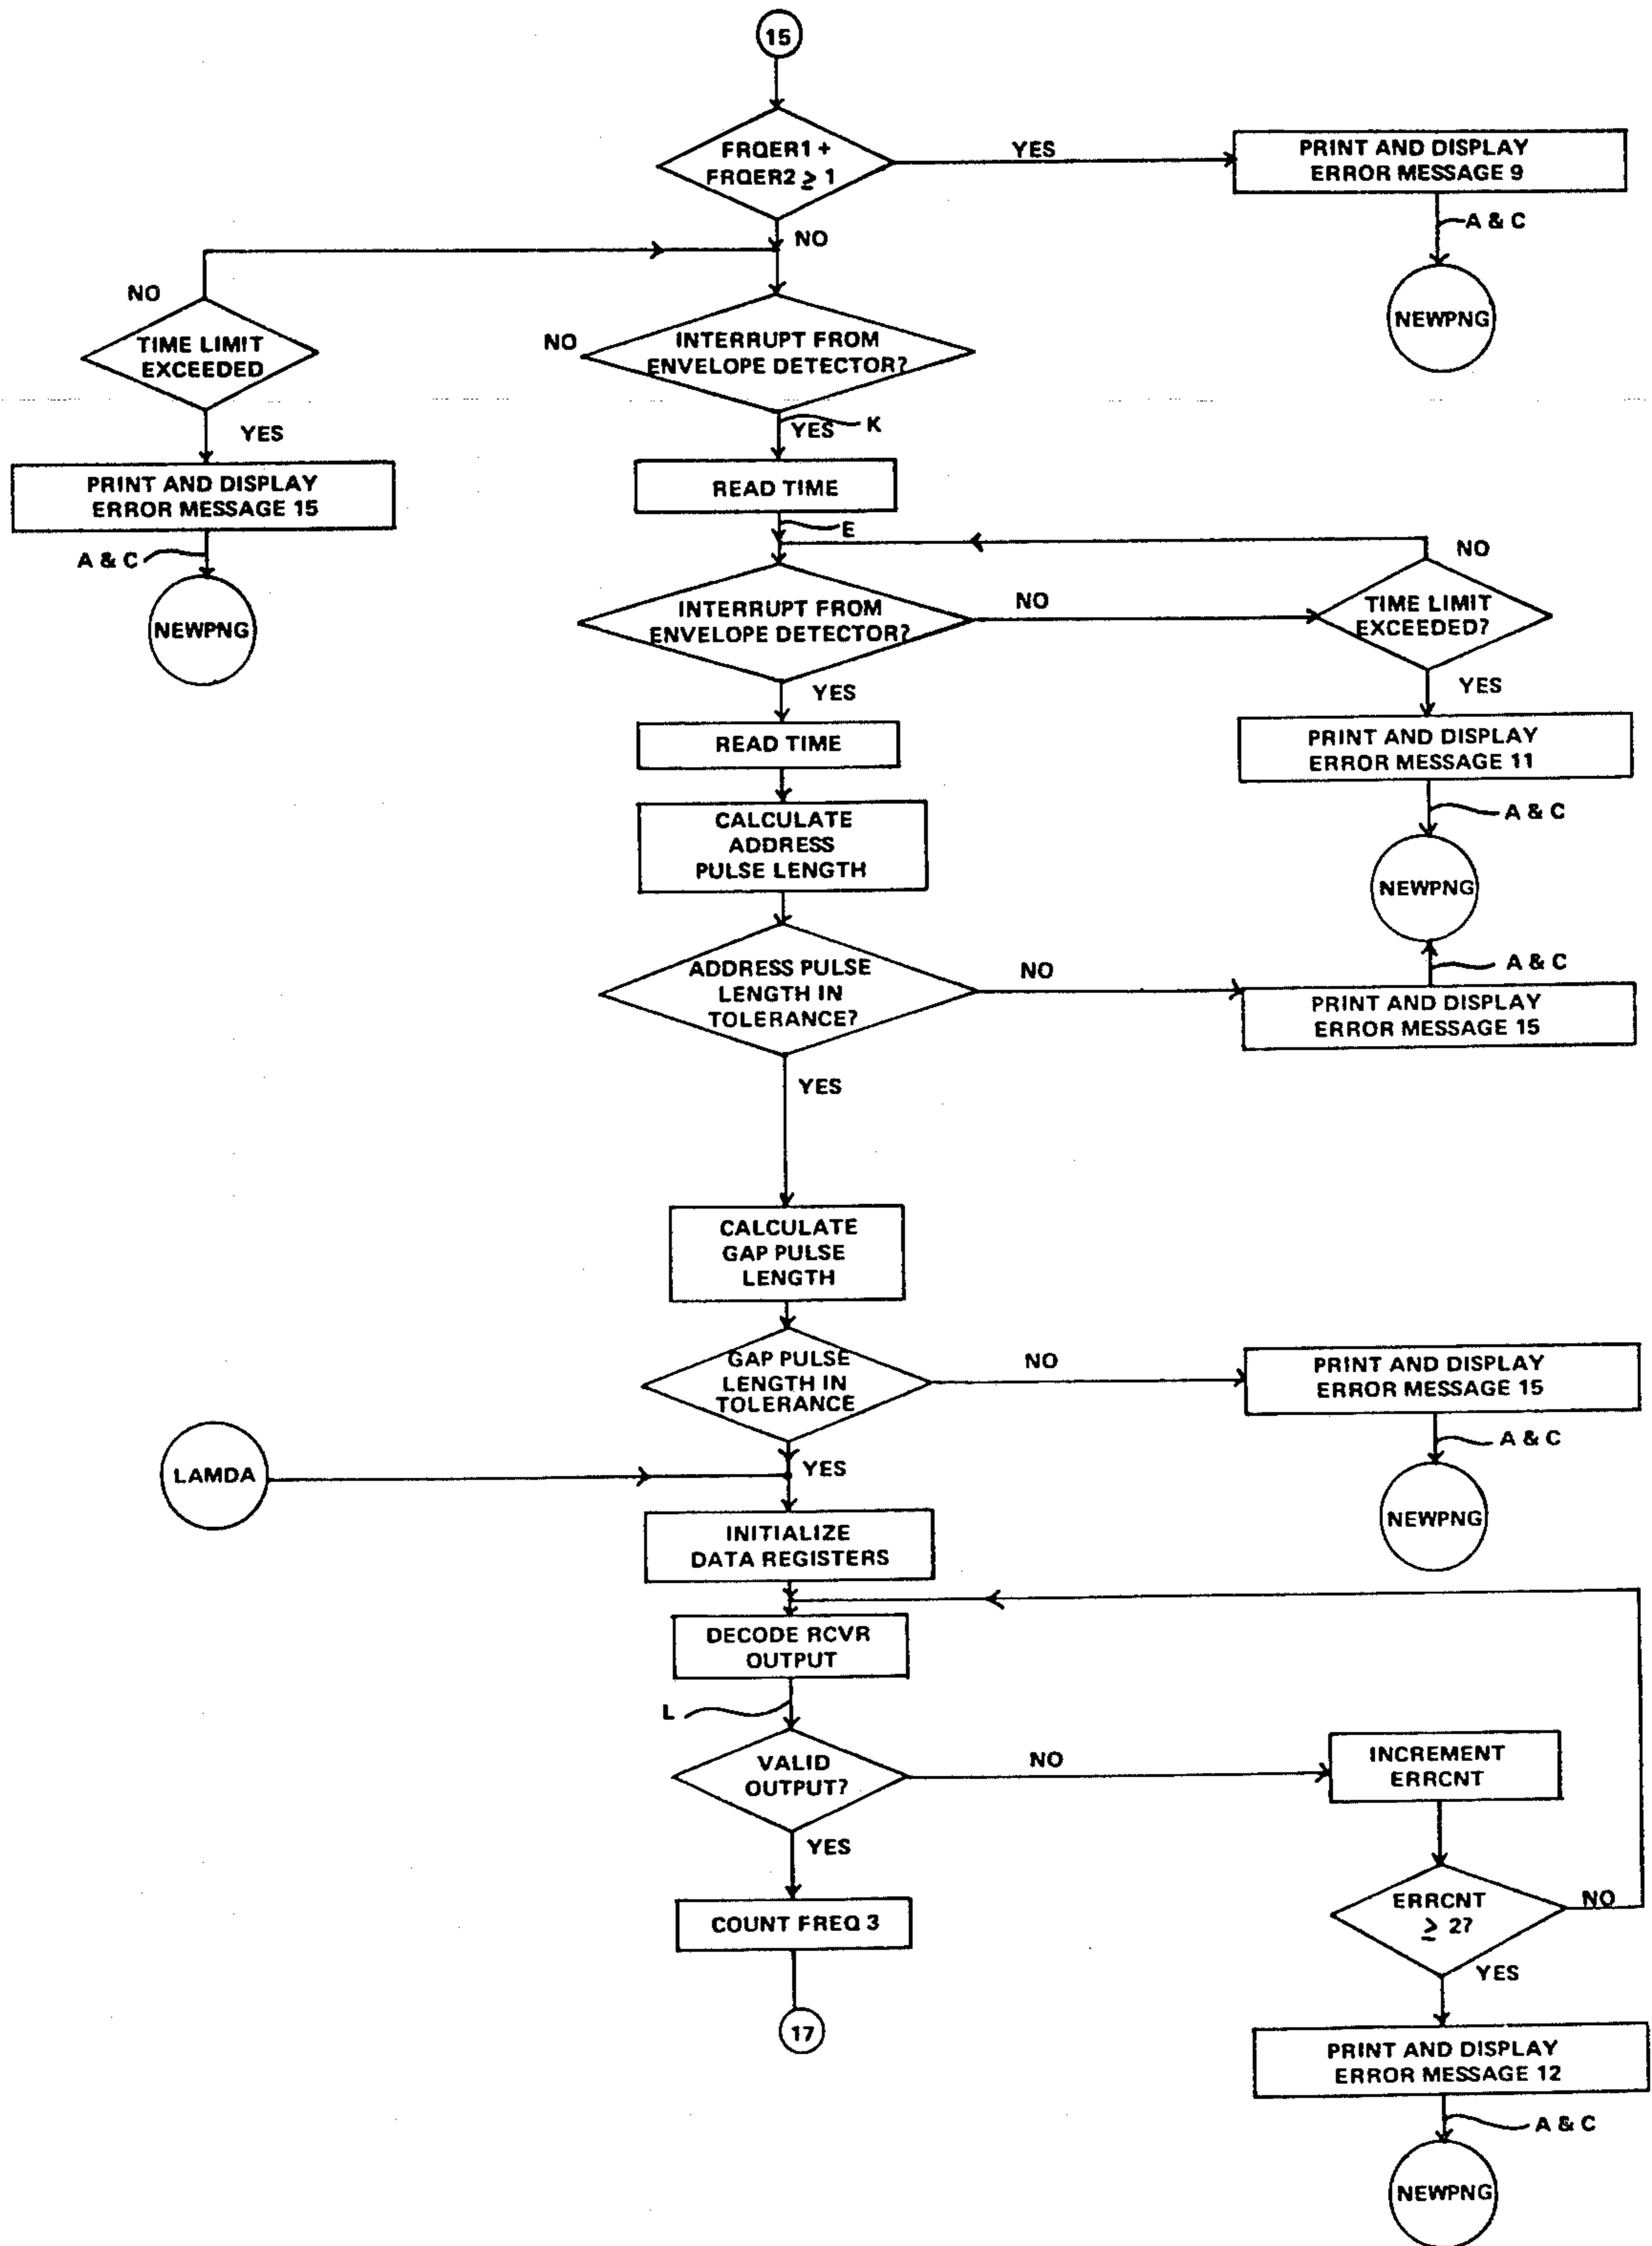 15
FRQER1 +
FRQER2 ≥ 1
YES
PRINT AND DISPLAY
ERROR MESSAGE 9
A & C
NEWPNG
NO
NO
TIME LIMIT
EXCEEDED
NO
INTERRUPT FROM
ENVELOPE DETECTOR?
YES
K
YES
PRINT AND DISPLAY
ERROR MESSAGE 15
A & C
NEWPNG
READ TIME
E
INTERRUPT FROM
ENVELOPE DETECTOR?
NO
NO
TIME LIMIT
EXCEEDED?
YES
YES
READ TIME
PRINT AND DISPLAY
ERROR MESSAGE 11
A & C
NEWPNG
CALCULATE
ADDRESS
PULSE LENGTH
ADDRESS PULSE
LENGTH IN
TOLERANCE?
NO
A & C
PRINT AND DISPLAY
ERROR MESSAGE 15
YES
CALCULATE
GAP PULSE
LENGTH
GAP PULSE
LENGTH IN
TOLERANCE
NO
PRINT AND DISPLAY
ERROR MESSAGE 15
A & C
NEWPNG
LAMDA
YES
INITIALIZE
DATA REGISTERS
DECODE RCVR
OUTPUT
L
VALID
OUTPUT?
NO
INCREMENT
ERRCNT
YES
ERRCNT
≥ 2?
NO
COUNT FREQ 3
YES
17
PRINT AND DISPLAY
ERROR MESSAGE 12
A & C
NEWPNG